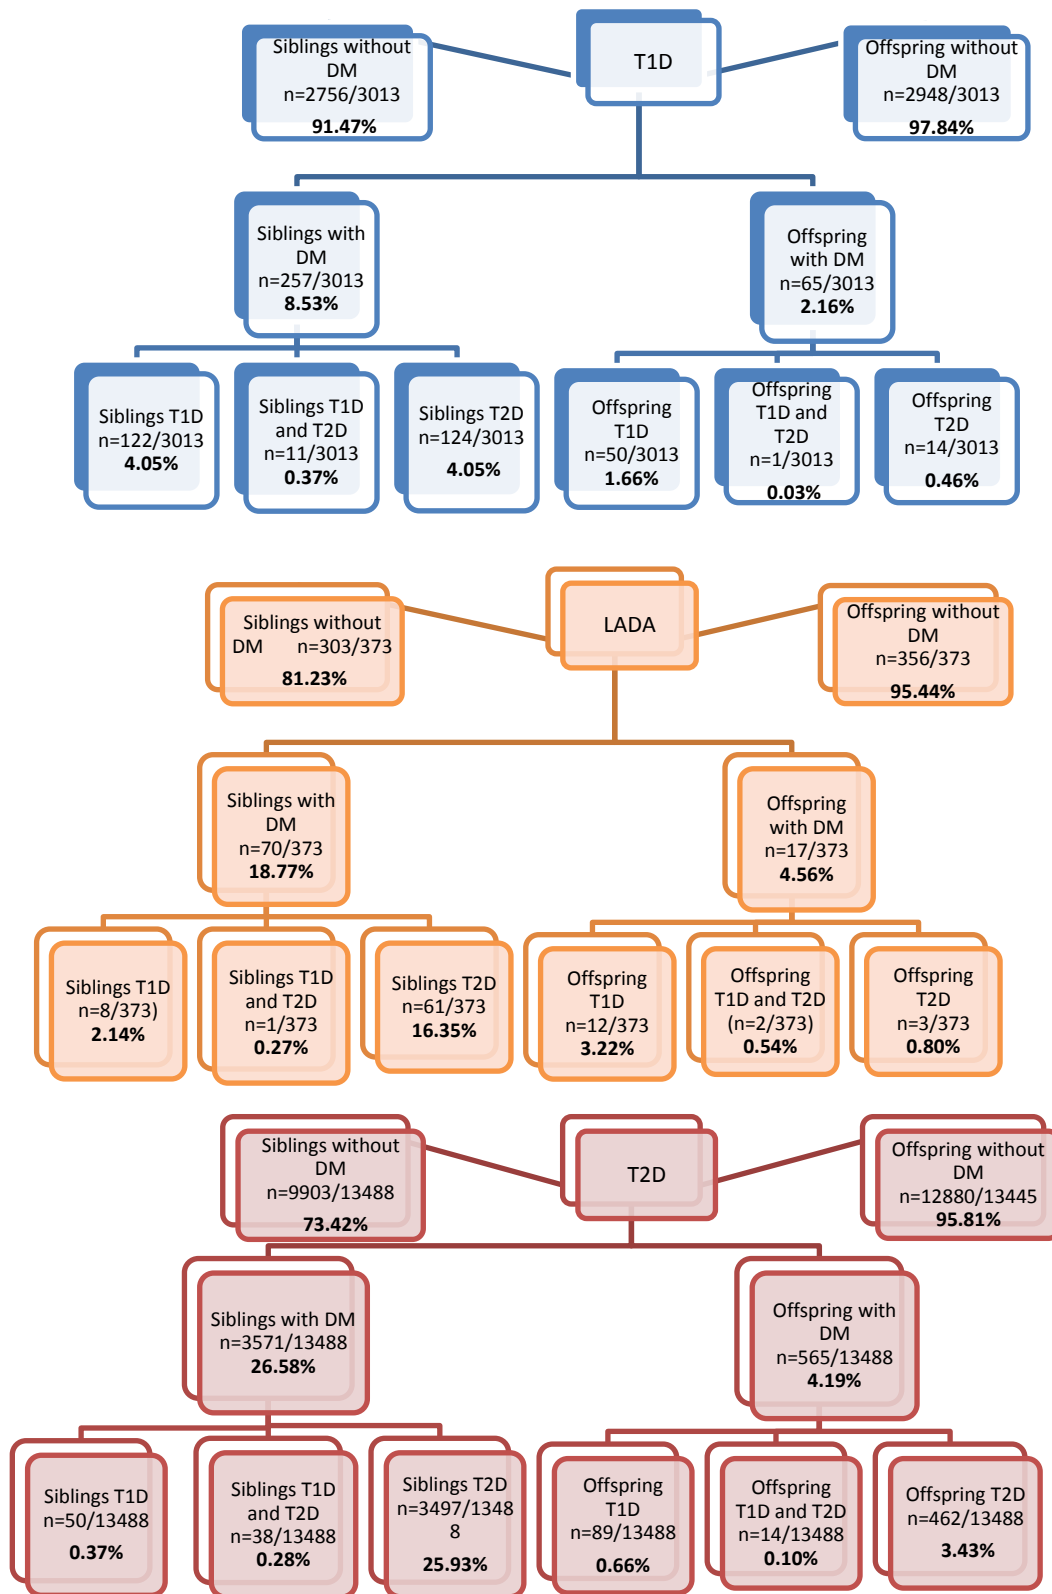 Siblings without
DM
n=2756/3013
91.47%
T1D
Offspring without
DM
n=2948/3013
97.84%
Siblings with
DM
n=257/3013
8.53%
Offspring
with DM
n=65/3013
2.16%
Siblings T1D
n=122/3013
4.05%
Siblings T1D
and T2D
n=11/3013
0.37%
Siblings T2D
n=124/3013
4.05%
Offspring
T1D
n=50/3013
1.66%
Offspring
T1D and
T2D
n=1/3013
0.03%
Offspring
T2D
n=14/3013
0.46%
Siblings without
DM n=303/373
81.23%
LADA
Offspring without
DM
n=356/373
95.44%
Siblings with
DM
n=70/373
18.77%
Offspring
with DM
n=17/373
4.56%
Siblings T1D
n=8/373)
2.14%
Siblings T1D
and T2D
n=1/373
0.27%
Siblings T2D
n=61/373
16.35%
Offspring
T1D
n=12/373
3.22%
Offspring
T1D and T2D
(n=2/373)
0.54%
Offspring
T2D
n=3/373
0.80%
Siblings without
DM
n=9903/13488
73.42%
T2D
Offspring without
DM
n=12880/13445
95.81%
Siblings with DM
n=3571/13488
26.58%
Offspring with
DM
n=565/13488
4.19%
Siblings T1D
n=50/13488
0.37%
Siblings T1D
and T2D
n=38/13488
0.28%
Siblings T2D
n=3497/1348
8
25.93%
Offspring
T1D
n=89/13488
0.66%
Offspring
T1D and T2D
n=14/13488
0.10%
Offspring T2D
n=462/13488
3.43%